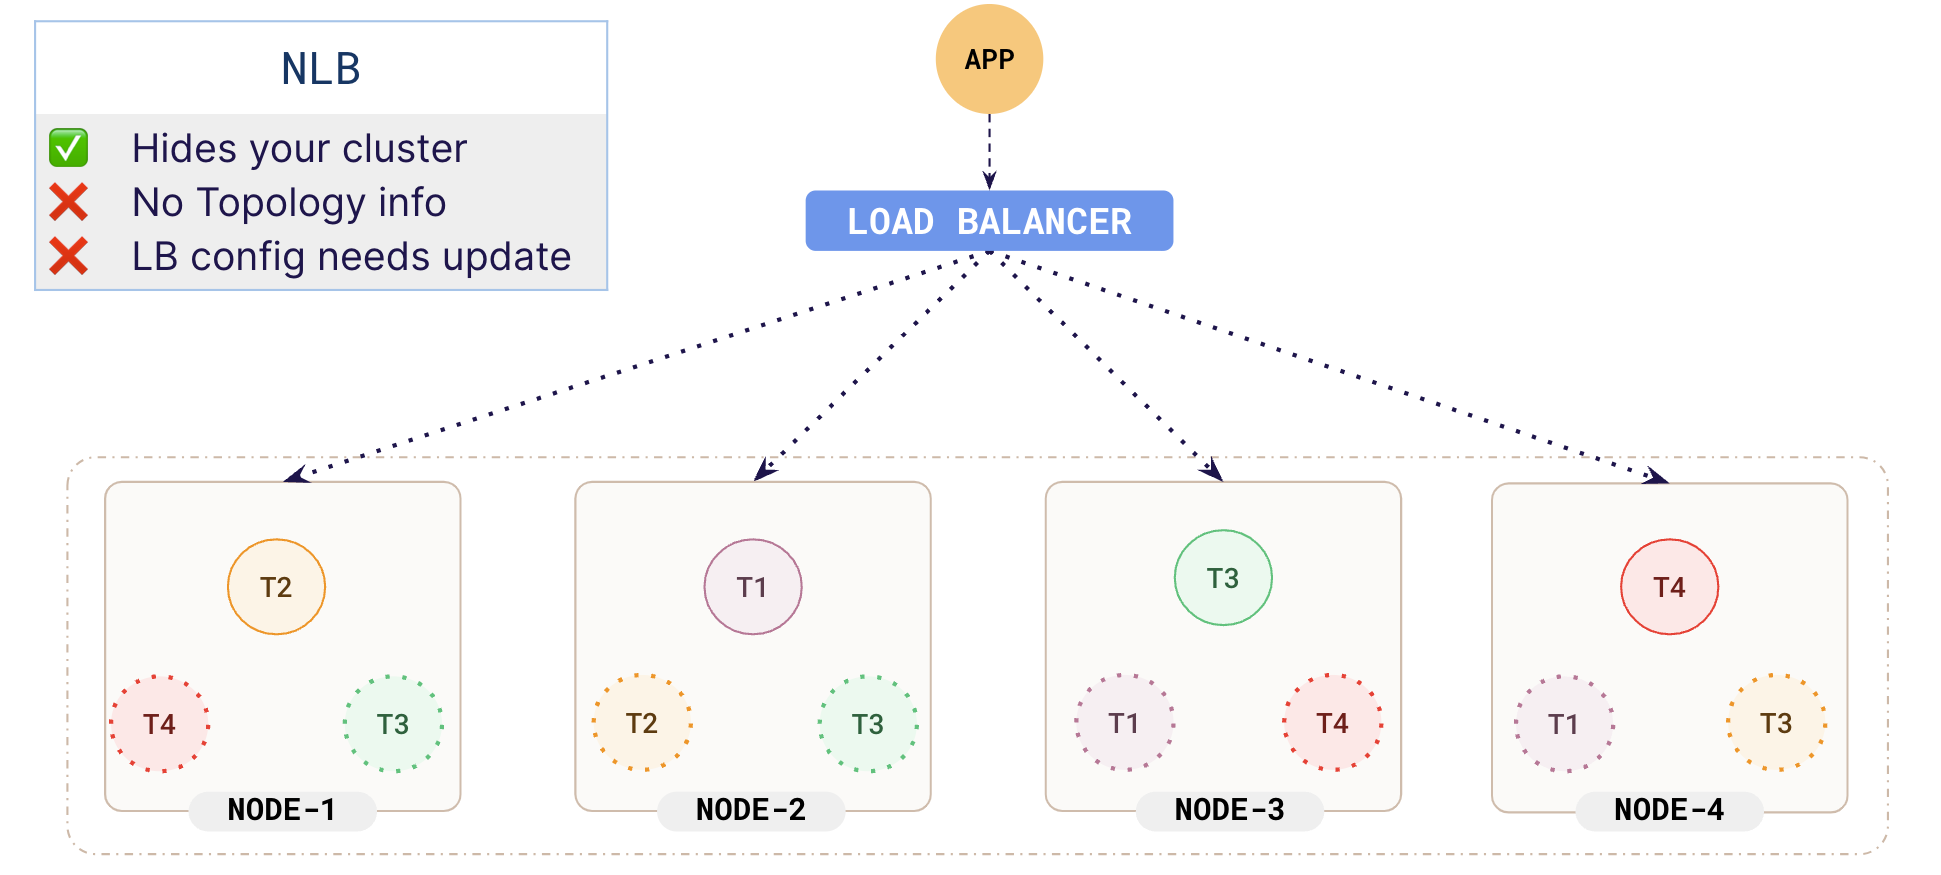 NLB
✅ Hides your cluster
❌ No Topology info
❌ LB config needs update
APP
LOAD BALANCER
T2
T4 T3
NODE-1
T1
T2 T3
NODE-2
T3
T1 T4
NODE-3
T4
T1 T3
NODE-4